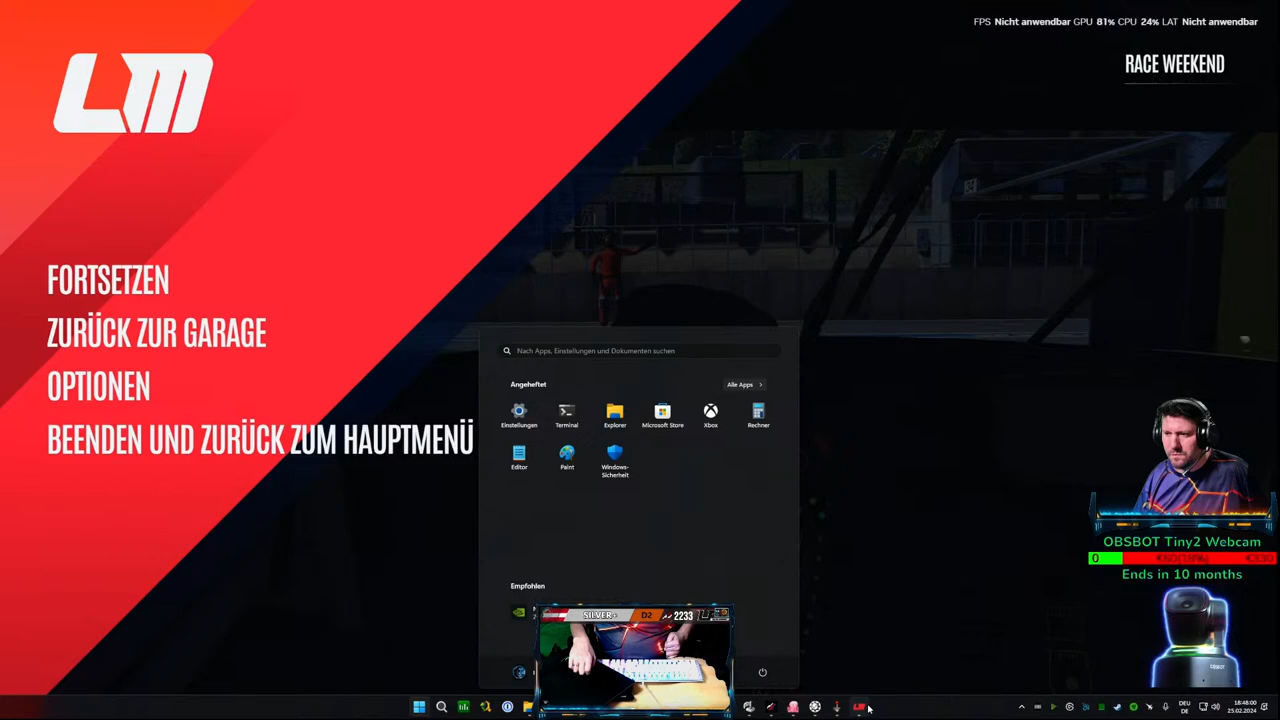 FPS Nicht anwendbar GPU 81% CPU 24% LAT Nicht anwendbar
LM
RACE WEEKEND
FORTSETZEN
ZURÜCK ZUR GARAGE
OPTIONEN
BEENDEN UND ZURÜCK ZUM HAUPTMENÜ
Nach Apps, Einstellungen und Dokumenten suchen
Angeheftet
Alle Apps
Einstellungen
Terminal
Explorer
Microsoft Store
Xbox
Rechner
Editor
Paint
Windows-
Sicherheit
Empfohlen
SILVER+ D2 2233
OBSBOT Tiny2 Webcam
0
Ends in 10 months
DEU
DE
18:48:00
25.02.2024